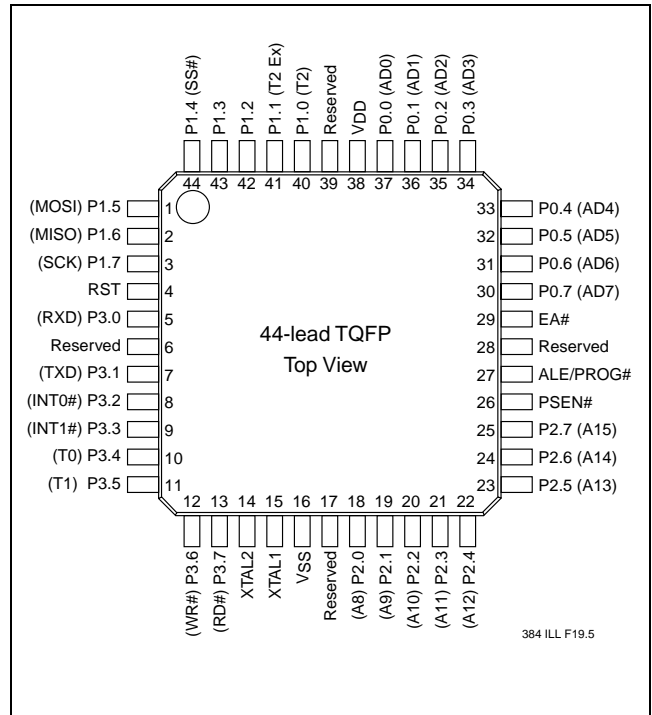 P1.4 (SS#)
P1.3
P1.2
P1.1 (T2 Ex)
P1.0 (T2)
Reserved
VDD
P0.0 (AD0)
P0.1 (AD1)
P0.2 (AD2)
P0.3 (AD3)
44 43 42 41 40 39 38 37 36 35 34
(MOSI) P1.5 1
(MISO) P1.6 2
(SCK) P1.7 3
RST 4
(RXD) P3.0 5
Reserved 6
(TXD) P3.1 7
(INT0#) P3.2 8
(INT1#) P3.3 9
(T0) P3.4 10
(T1) P3.5 11
44-lead TQFP
Top View
33 P0.4 (AD4)
32 P0.5 (AD5)
31 P0.6 (AD6)
30 P0.7 (AD7)
29 EA#
28 Reserved
27 ALE/PROG#
26 PSEN#
25 P2.7 (A15)
24 P2.6 (A14)
23 P2.5 (A13)
12 13 14 15 16 17 18 19 20 21 22
(WR#) P3.6
(RD#) P3.7
XTAL2
XTAL1
VSS
Reserved
(A8) P2.0
(A9) P2.1
(A10) P2.2
(A11) P2.3
(A12) P2.4
384 ILL F19.5